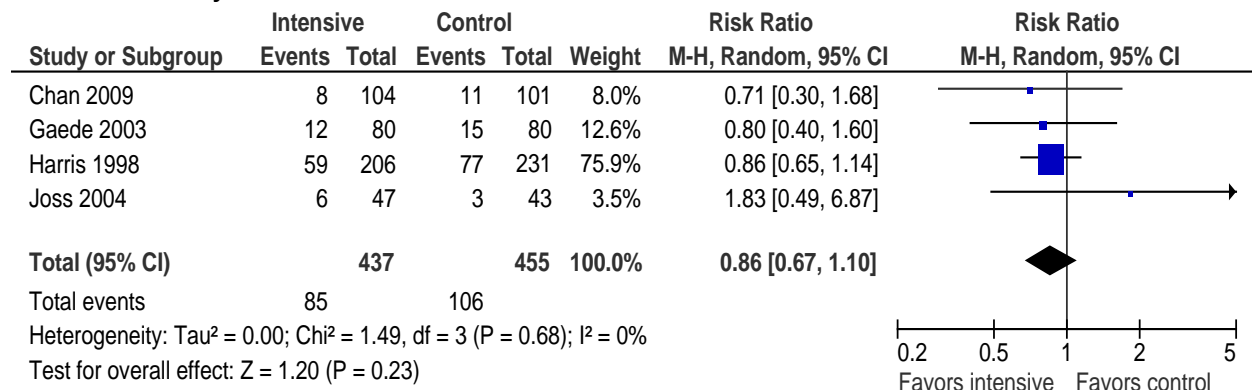 Intensive Control Risk Ratio Risk Ratio
Study or Subgroup Events Total Events Total Weight M-H, Random, 95% CI M-H, Random, 95% CI
Chan 2009 8 104 11 101 8.0% 0.71 [0.30, 1.68]
Gaede 2003 12 80 15 80 12.6% 0.80 [0.40, 1.60]
Harris 1998 59 206 77 231 75.9% 0.86 [0.65, 1.14]
Joss 2004 6 47 3 43 3.5% 1.83 [0.49, 6.87]
Total (95% CI) 437 455 100.0% 0.86 [0.67, 1.10]
Total events 85 106
Heterogeneity: Tau² = 0.00; Chi² = 1.49, df = 3 (P = 0.68); I² = 0%
Test for overall effect: Z = 1.20 (P = 0.23)
0.2 0.5 1 2 5
Favors intensive Favors control